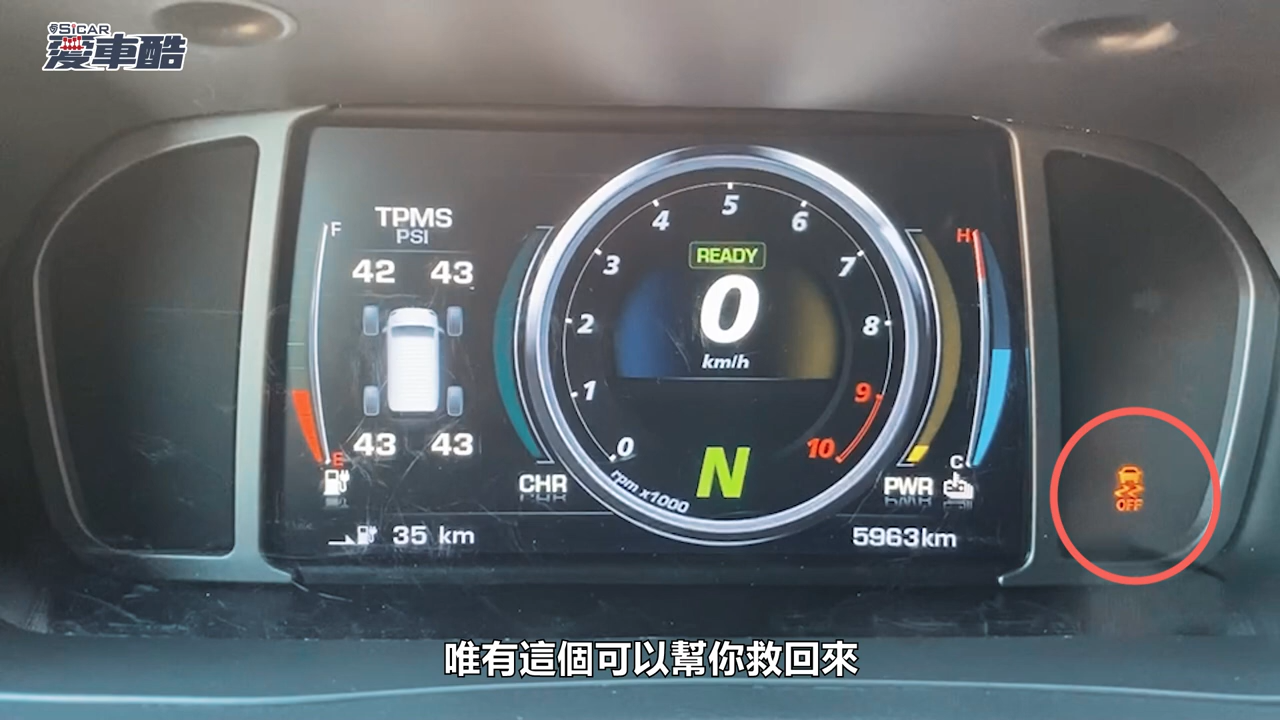 SiCAR
愛車酷
TPMS
PSI
42 43
43 43
F
E
CHR
35 km
0
1
2
3
4
5
6
7
8
9
10
rpm x1000
READY
0
km/h
N
H
C
PWR
5963km
OFF
唯有這個可以幫你救回來